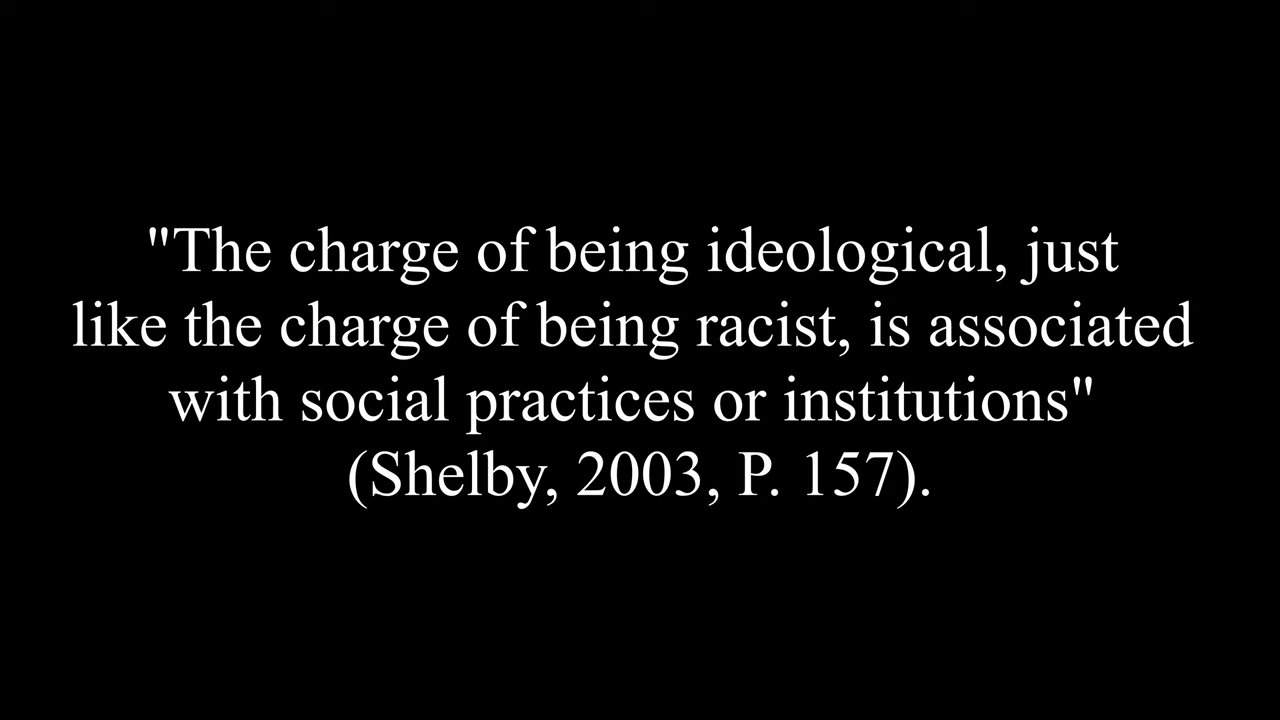 "The charge of being ideological, just
like the charge of being racist, is associated
with social practices or institutions"
(Shelby, 2003, P. 157).